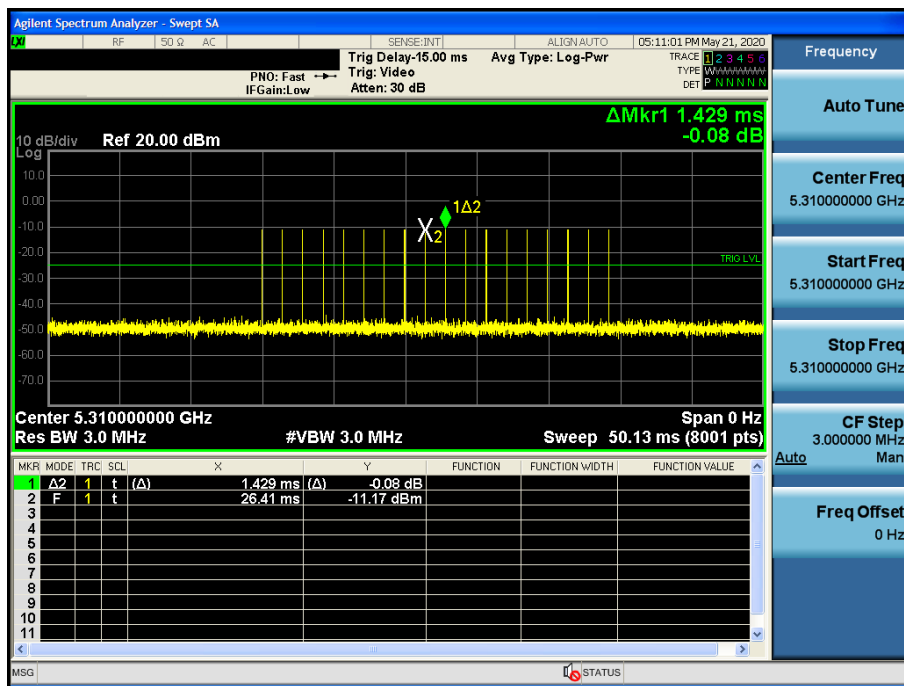 Agilent Spectrum Analyzer - Swept SA
LXI RF 50 Ω AC SENSE:INT ALIGN AUTO 05:11:01 PM May 21, 2020
Trig Delay-15.00 ms Avg Type: Log-Pwr TRACE 1 2 3 4 5 6
PNO: Fast Trig: Video TYPE W
IFGain:Low Atten: 30 dB DET P N N N N N
ΔMkr1 1.429 ms
-0.08 dB
10 dB/div Ref 20.00 dBm
Log
10.0
0.00
-10.0
-20.0
-30.0
-40.0
-50.0
-60.0
-70.0
1Δ2
X2
TRIG LVL
Center 5.310000000 GHz Span 0 Hz
Res BW 3.0 MHz #VBW 3.0 MHz Sweep 50.13 ms (8001 pts)
MKR MODE TRC SCL X Y FUNCTION FUNCTION WIDTH FUNCTION VALUE
1 Δ2 1 t (Δ) 1.429 ms (Δ) -0.08 dB
2 F 1 t 26.41 ms -11.17 dBm
3
4
5
6
7
8
9
10
11
MSG STATUS
Frequency
Auto Tune
Center Freq
5.310000000 GHz
Start Freq
5.310000000 GHz
Stop Freq
5.310000000 GHz
CF Step
3.000000 MHz
Auto Man
Freq Offset
0 Hz